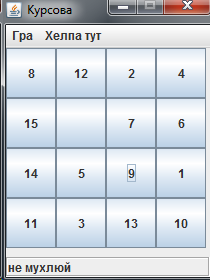 Курсова
Гра Хелпа тут
8 12 2 4
15 7 6
14 5 9 1
11 3 13 10
не мухлюй